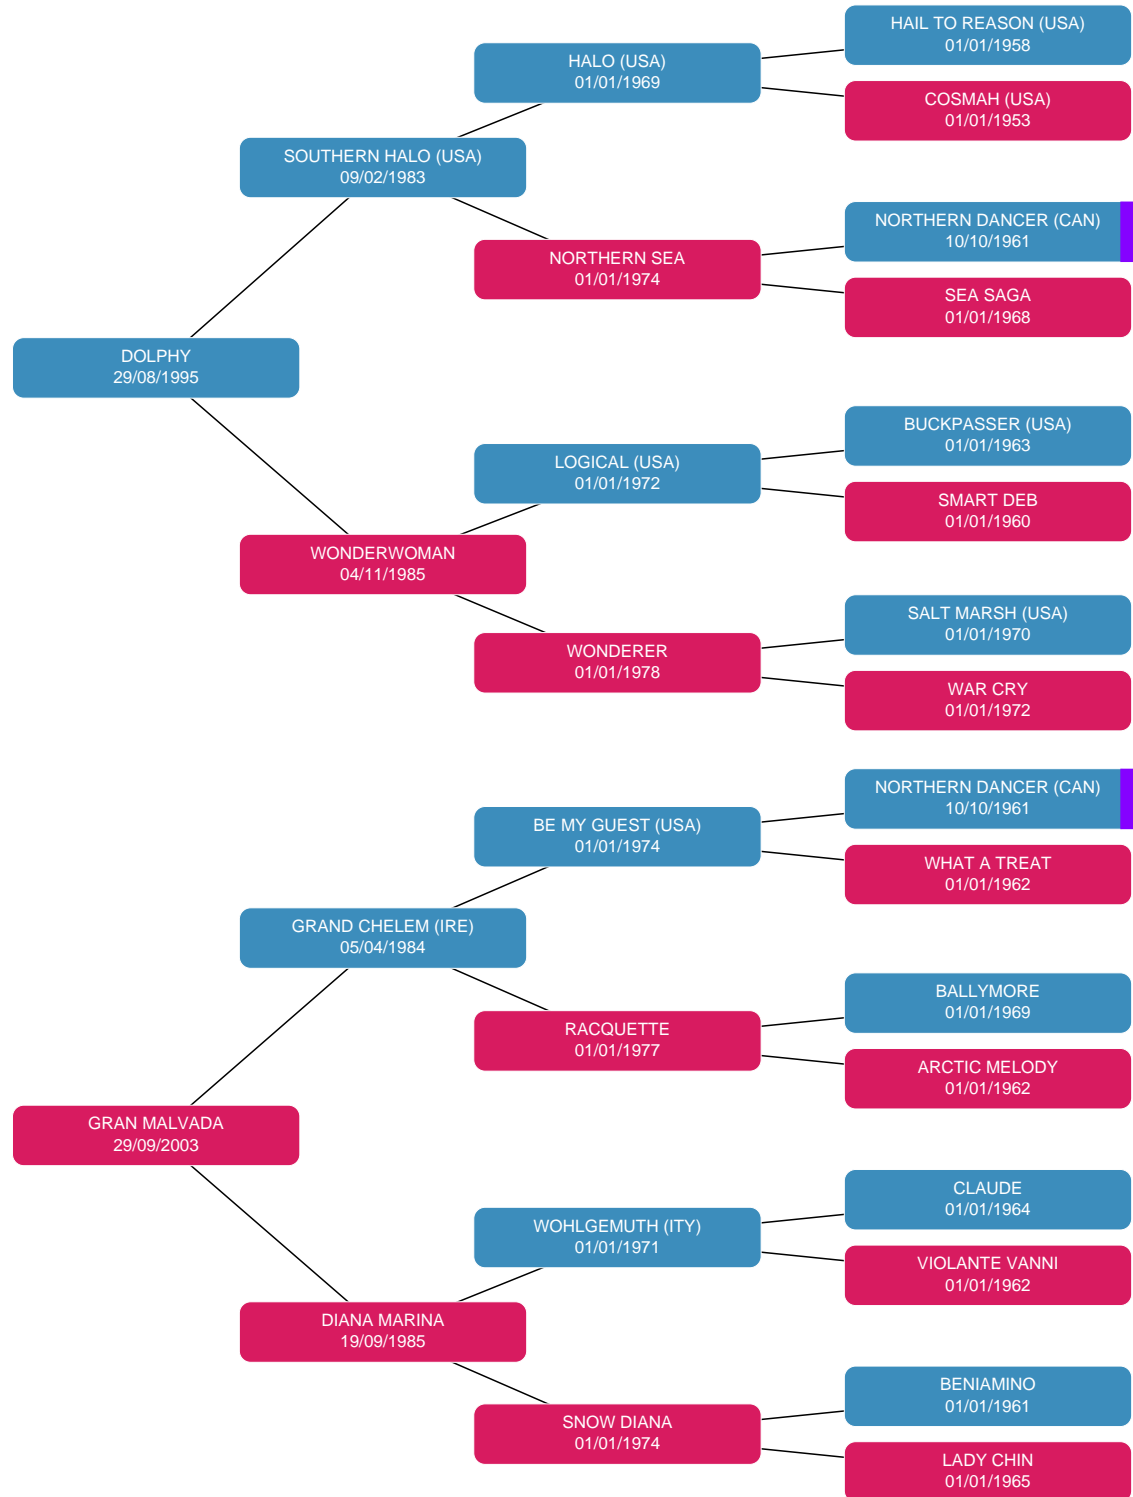 HAIL TO REASON (USA)
01/01/1958
HALO (USA)
01/01/1969
COSMAH (USA)
01/01/1953
SOUTHERN HALO (USA)
09/02/1983
NORTHERN DANCER (CAN)
10/10/1961
NORTHERN SEA
01/01/1974
SEA SAGA
01/01/1968
DOLPHY
29/08/1995
BUCKPASSER (USA)
01/01/1963
LOGICAL (USA)
01/01/1972
SMART DEB
01/01/1960
WONDERWOMAN
04/11/1985
SALT MARSH (USA)
01/01/1970
WONDERER
01/01/1978
WAR CRY
01/01/1972
NORTHERN DANCER (CAN)
10/10/1961
BE MY GUEST (USA)
01/01/1974
WHAT A TREAT
01/01/1962
GRAND CHELEM (IRE)
05/04/1984
BALLYMORE
01/01/1969
RACQUETTE
01/01/1977
ARCTIC MELODY
01/01/1962
GRAN MALVADA
29/09/2003
CLAUDE
01/01/1964
WOHLGEMUTH (ITY)
01/01/1971
VIOLANTE VANNI
01/01/1962
DIANA MARINA
19/09/1985
BENIAMINO
01/01/1961
SNOW DIANA
01/01/1974
LADY CHIN
01/01/1965